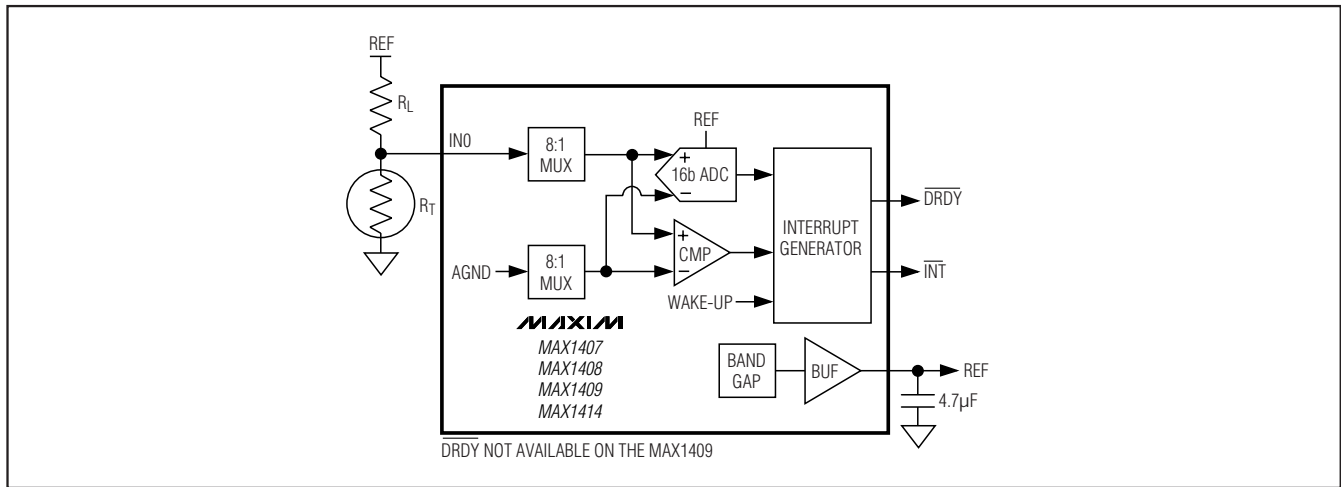 REF
R_L
IN0
R_T
AGND
8:1
MUX
8:1
MUX
REF
+
16b ADC
−
+
CMP
−
WAKE-UP
INTERRUPT
GENERATOR
DRDY
INT
MAXIM
MAX1407
MAX1408
MAX1409
MAX1414
BAND
GAP
BUF
REF
4.7µF
DRDY NOT AVAILABLE ON THE MAX1409